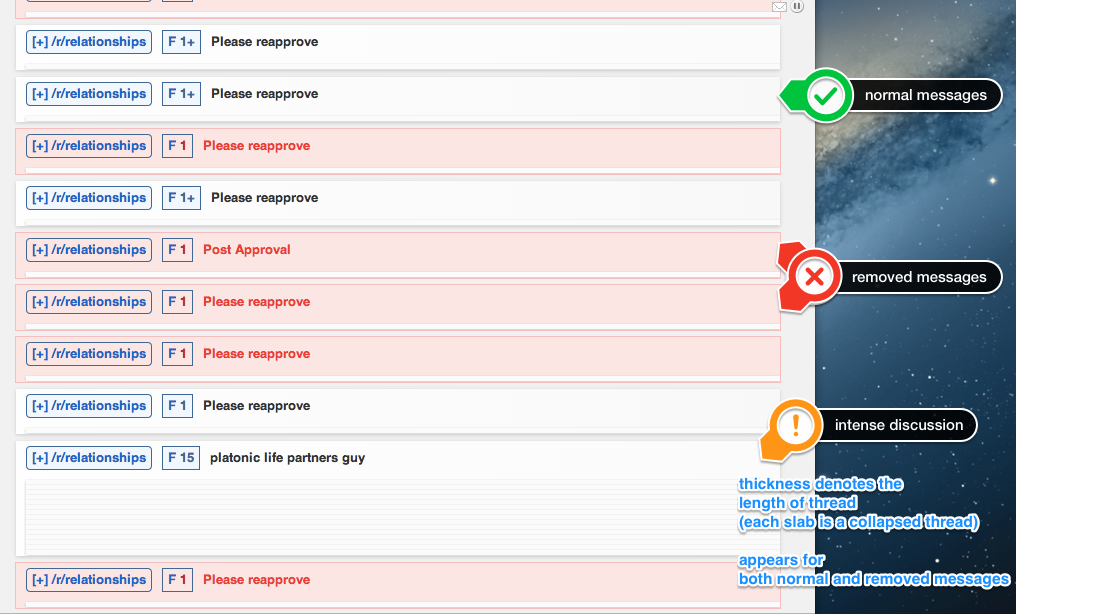 [+] /r/relationships F 1+ Please reapprove
[+] /r/relationships F 1+ Please reapprove
normal messages
[+] /r/relationships F 1 Please reapprove
[+] /r/relationships F 1+ Please reapprove
[+] /r/relationships F 1 Post Approval
removed messages
[+] /r/relationships F 1 Please reapprove
[+] /r/relationships F 1 Please reapprove
[+] /r/relationships F 1 Please reapprove
intense discussion
[+] /r/relationships F 15 platonic life partners guy
thickness denotes the
length of thread
(each slab is a collapsed thread)
appears for
both normal and removed messages
[+] /r/relationships F 1 Please reapprove